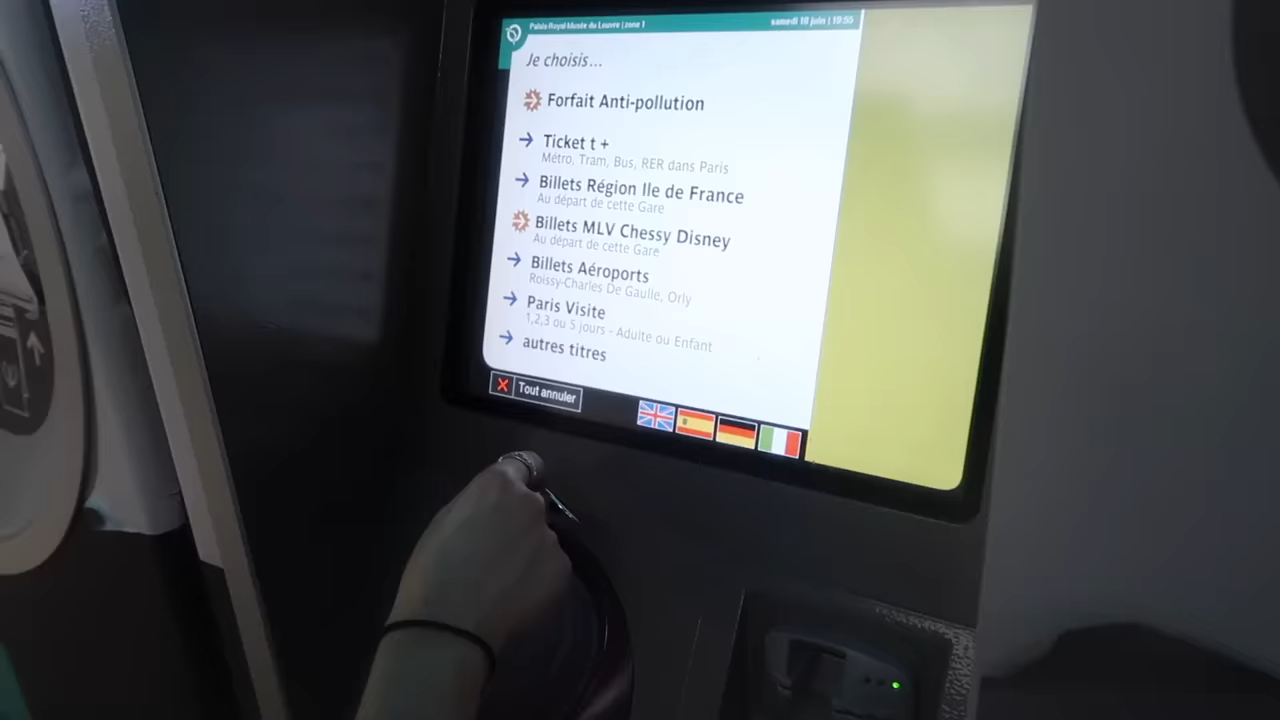 Palais Royal Musée du Louvre | zone 1
samedi 18 juin | 19:55
Je choisis...
Forfait Anti-pollution
Ticket t +
Métro, Tram, Bus, RER dans Paris
Billets Région Ile de France
Au départ de cette Gare
Billets MLV Chessy Disney
Au départ de cette Gare
Billets Aéroports
Roissy-Charles De Gaulle, Orly
Paris Visite
1,2,3 ou 5 jours - Adulte ou Enfant
autres titres
Tout annuler